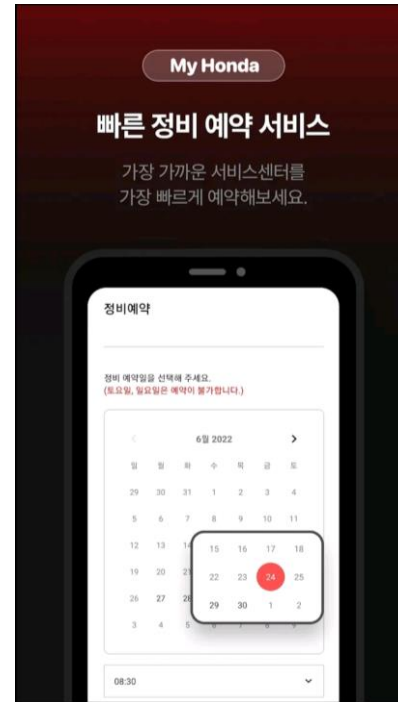 My Honda
빠른 정비 예약 서비스
가장 가까운 서비스센터를
가장 빠르게 예약해보세요.
정비예약
정비 예약일을 선택해 주세요.
(토요일, 일요일은 예약이 불가합니다.)
6월 2022
일 월 화 수 목 금 토
29 30 31 1 2 3 4
5 6 7 8 9 10 11
12 13 14 15 16 17 18
19 20 21 22 23 24 25
26 27 28 29 30 1 2
3 4 5 6 7 8 9
08:30